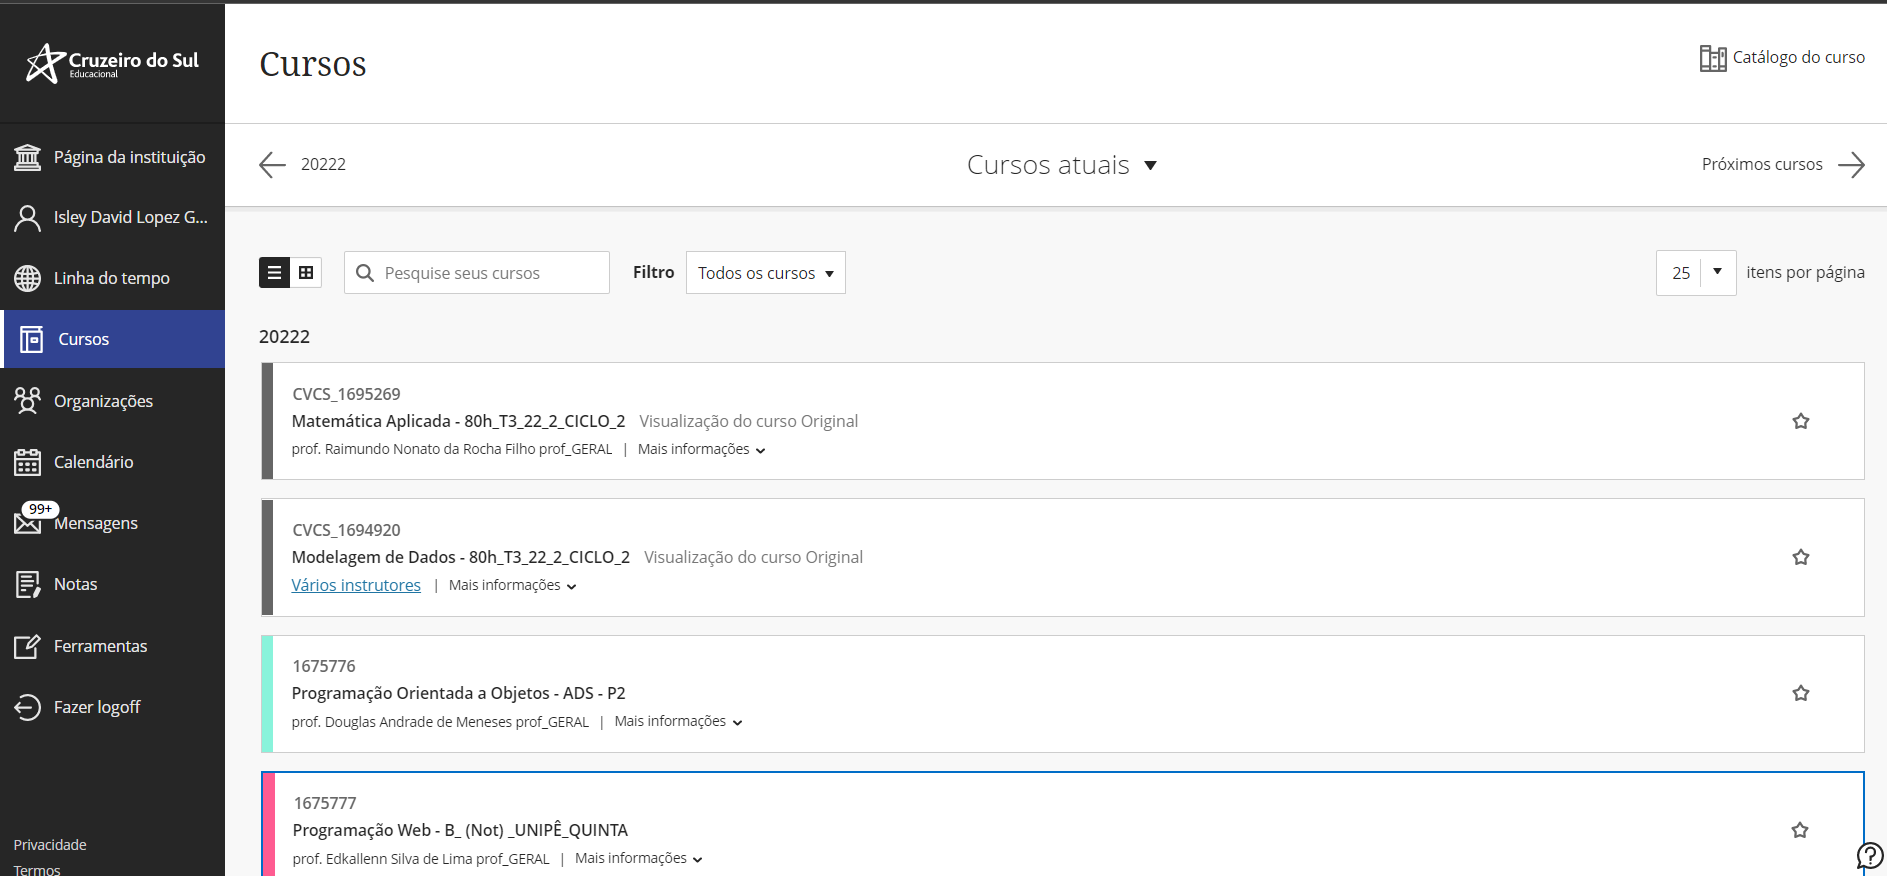 Cruzeiro do Sul
Educacional
Página da instituição
Isley David Lopez G...
Linha do tempo
Cursos
Organizações
Calendário
99+
Mensagens
Notas
Ferramentas
Fazer logoff
Privacidade
Termos
Cursos
Catálogo do curso
20222
Cursos atuais
Próximos cursos
Pesquise seus cursos
Filtro
Todos os cursos
25
itens por página
20222
CVCS_1695269
Matemática Aplicada - 80h_T3_22_2_CICLO_2 Visualização do curso Original
prof. Raimundo Nonato da Rocha Filho prof_GERAL | Mais informações
CVCS_1694920
Modelagem de Dados - 80h_T3_22_2_CICLO_2 Visualização do curso Original
Vários instrutores | Mais informações
1675776
Programação Orientada a Objetos - ADS - P2
prof. Douglas Andrade de Meneses prof_GERAL | Mais informações
1675777
Programação Web - B_ (Not) _UNIPÊ_QUINTA
prof. Edkallenn Silva de Lima prof_GERAL | Mais informações
?